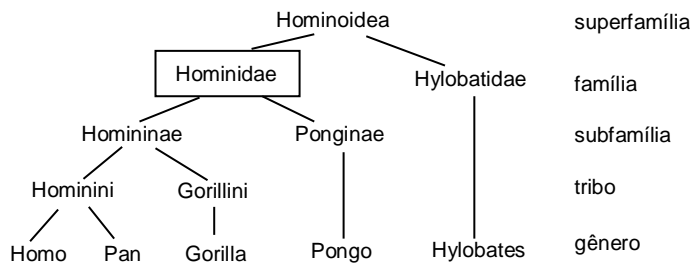 Hominoidea superfamília
Hominidae Hylobatidae família
Homininae Ponginae subfamília
Hominini Gorillini tribo
Homo Pan Gorilla Pongo Hylobates gênero